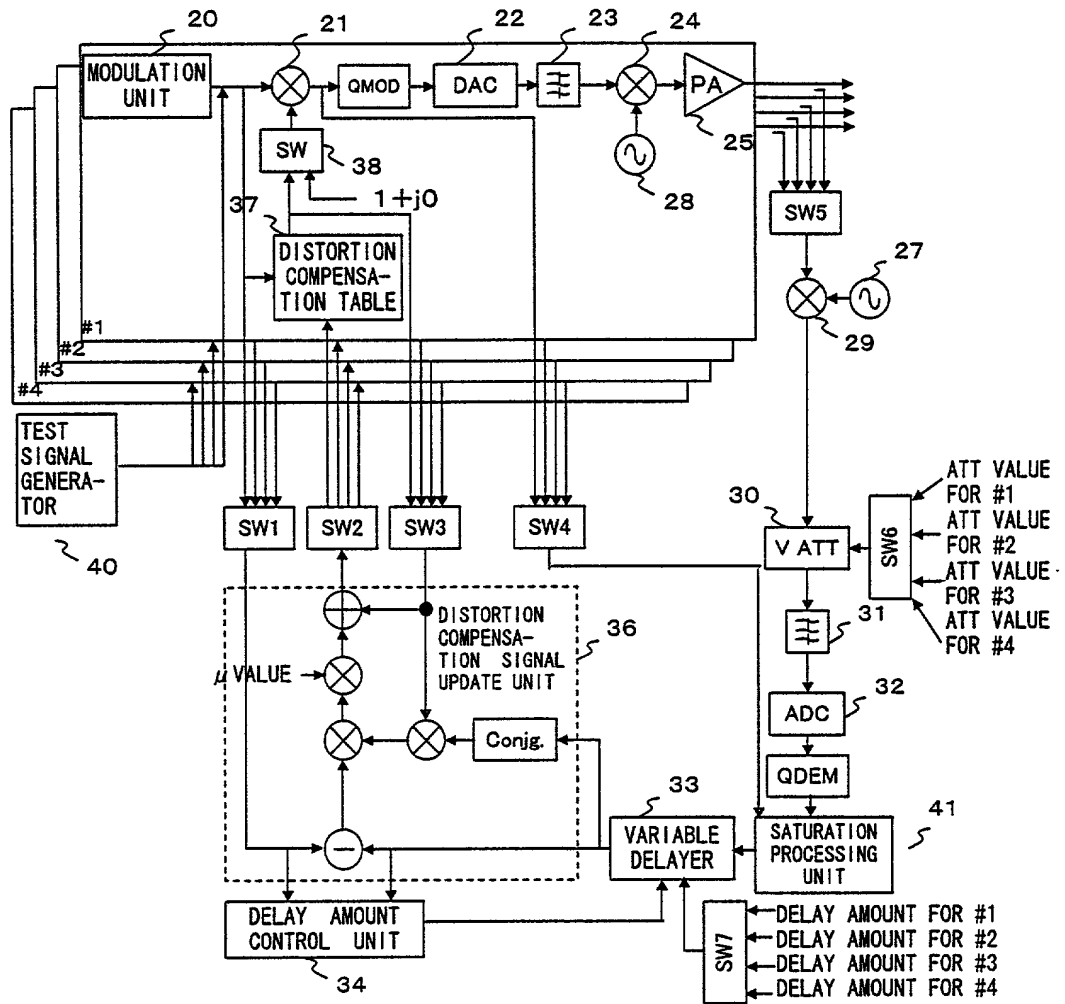 20
21
22
23
24
MODULATION
UNIT
QMOD
DAC
PA
25
SW
38
28
1+j0
37
DISTORTION
COMPENSA-
TION TABLE
SW5
27
29
#1
#2
#3
#4
TEST
SIGNAL
GENERA-
TOR
40
SW1
SW2
SW3
SW4
30
V ATT
SW6
ATT VALUE
FOR #1
ATT VALUE
FOR #2
ATT VALUE
FOR #3
ATT VALUE
FOR #4
31
DISTORTION
COMPENSA-
TION SIGNAL
UPDATE UNIT
36
μ VALUE
32
ADC
Conjg.
QDEM
33
VARIABLE
DELAYER
41
SATURATION
PROCESSING
UNIT
DELAY AMOUNT
CONTROL UNIT
34
SW7
DELAY AMOUNT FOR #1
DELAY AMOUNT FOR #2
DELAY AMOUNT FOR #3
DELAY AMOUNT FOR #4